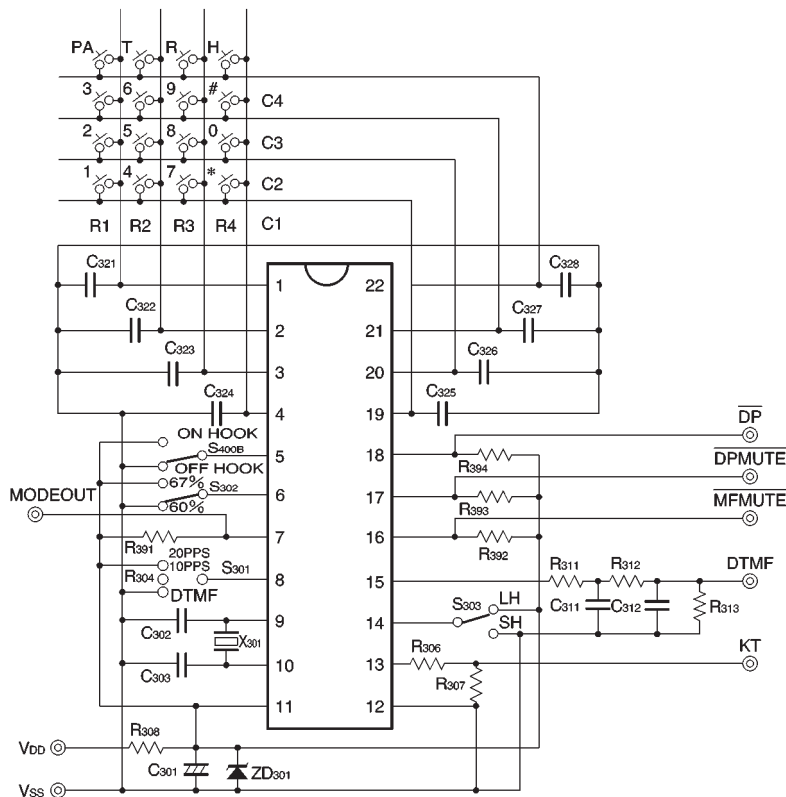 PA T R H
3 6 9 # C4
2 5 8 0 C3
1 4 7 * C2
R1 R2 R3 R4 C1
C321 C328
1 22
C322 C327
2 21
C323 C326
3 20
C324 C325
4 19
ON HOOK
S400B
5 18
OFF HOOK
R394
DP
67%
S302
6 17
60%
R393
DPMUTE
MODEOUT
7 16
R391
R392
MFMUTE
20PPS
10PPS
R304 S301
8 15
DTMF
R311 R312 DTMF
C311 C312 R313
S303 LH
9 14
SH
C302
X301
10 13
C303
R306
R307
KT
11 12
VDD R308
C301 ZD301
VSS